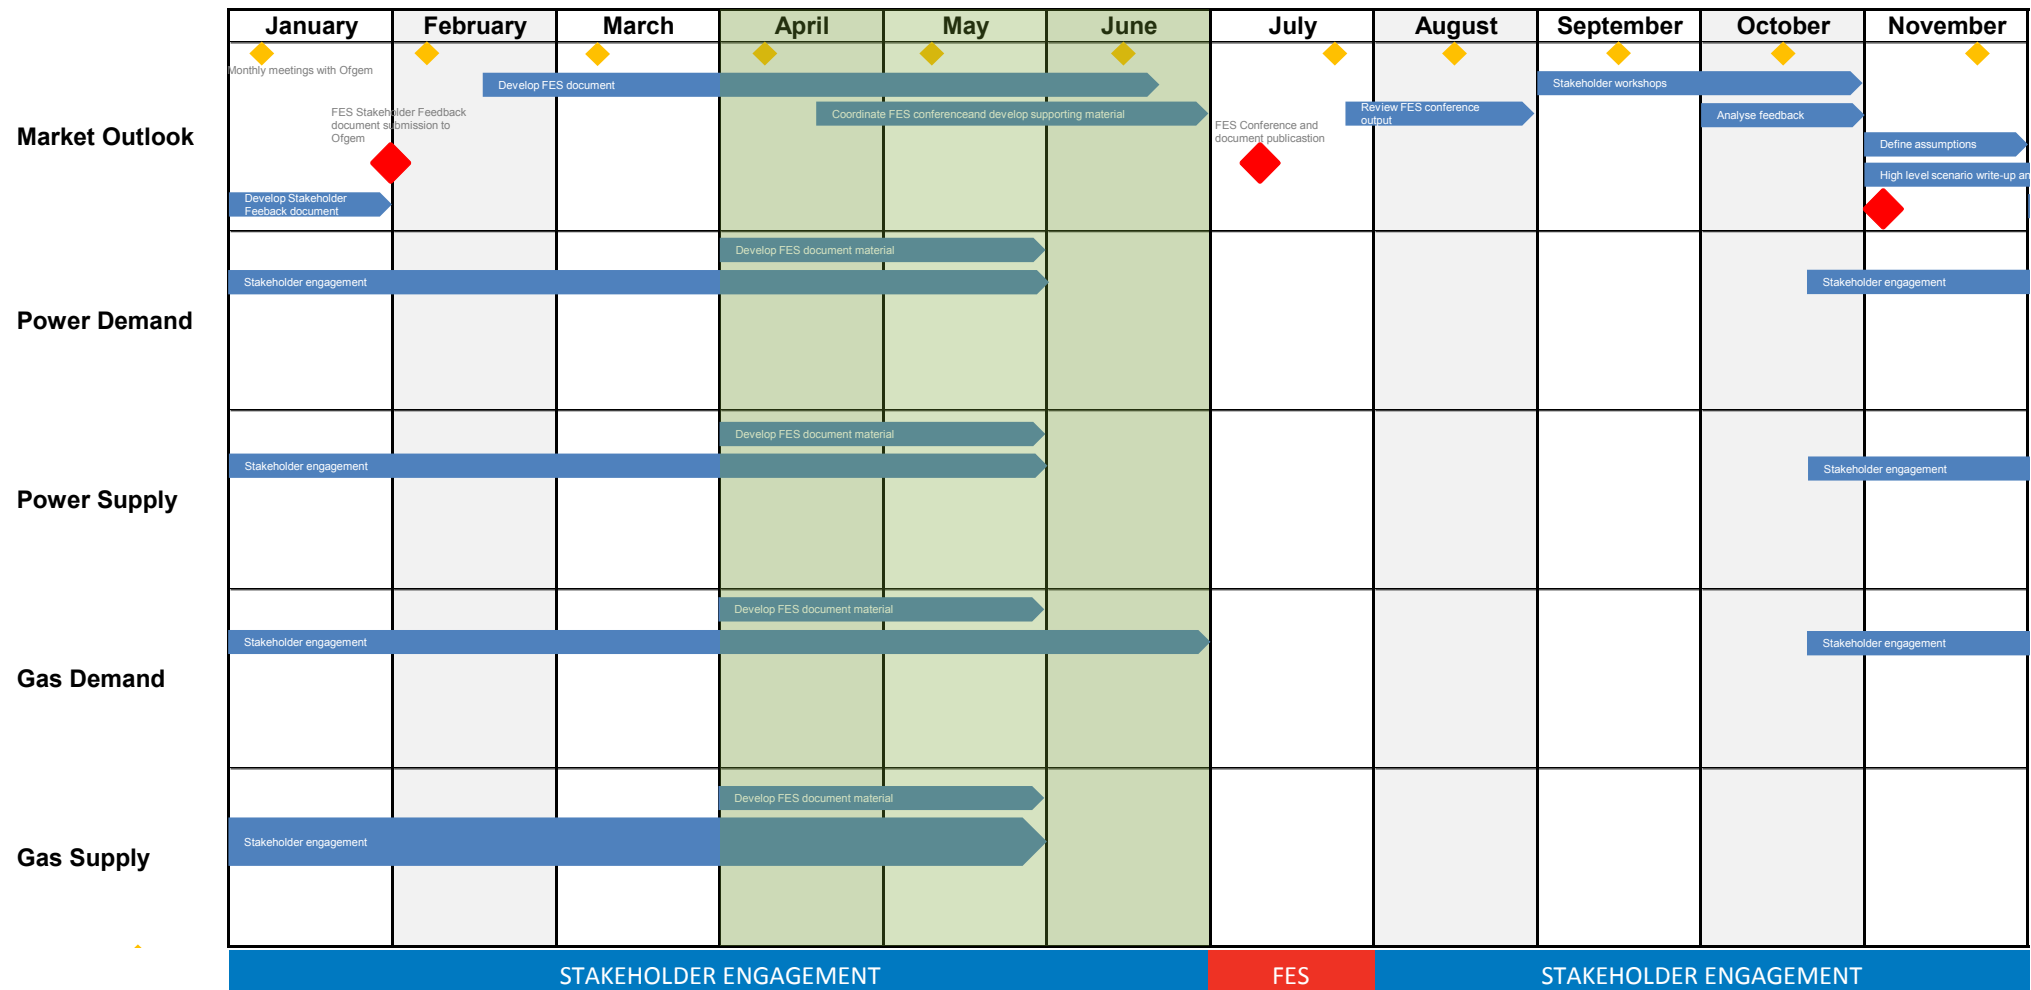 January February March April May June July August September October November
Monthly meetings with Ofgem
Develop FES document
Stakeholder workshops
FES Stakeholder Feedback
document submission to
Ofgem
Coordinate FES conferenceand develop supporting material
FES Conference and
document publicastion
Review FES conference
output
Analyse feedback
Market Outlook
Define assumptions
High level scenario write-up an
Develop Stakeholder
Feeback document
Develop FES document material
Stakeholder engagement
Stakeholder engagement
Power Demand
Develop FES document material
Stakeholder engagement
Stakeholder engagement
Power Supply
Develop FES document material
Stakeholder engagement
Stakeholder engagement
Gas Demand
Develop FES document material
Stakeholder engagement
Gas Supply
STAKEHOLDER ENGAGEMENT
FES
STAKEHOLDER ENGAGEMENT